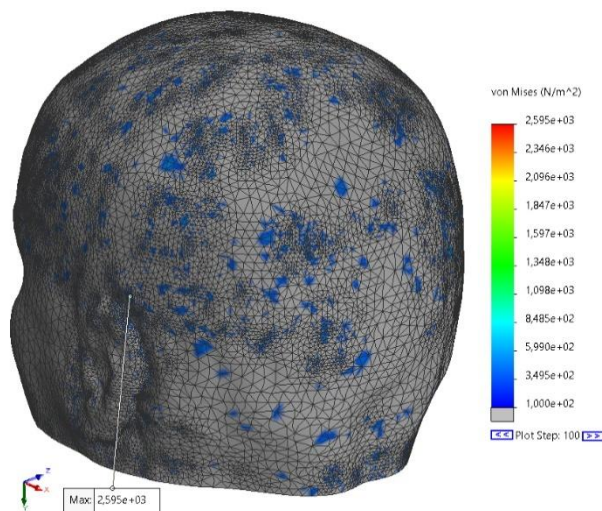 von Mises (N/m^2)
2,595e+03
2,346e+03
2,096e+03
1,847e+03
1,597e+03
1,348e+03
1,098e+03
8,485e+02
5,990e+02
3,495e+02
1,000e+02
<< Plot Step: 100 >>
Z
X
Y
Max: 2,595e+03